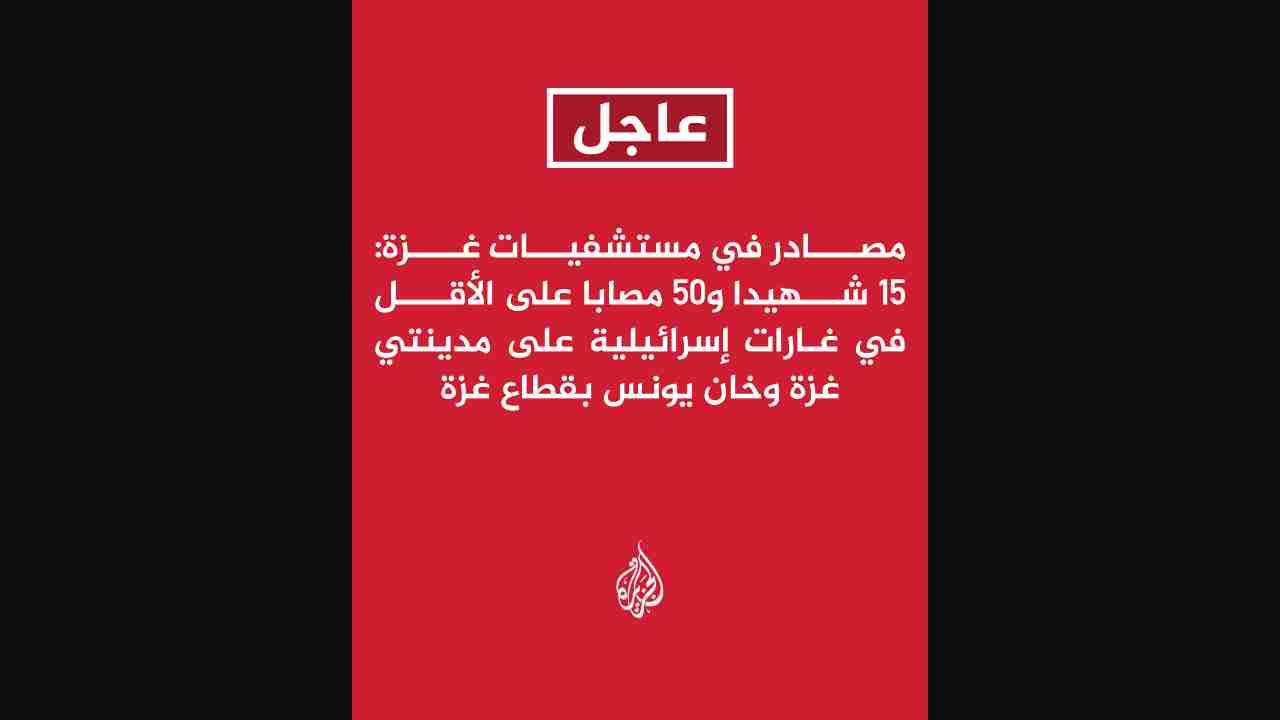 عاجل
مصادر في مستشفيات غزة:
15 شهيدا و50 مصابا على الأقل
في غارات إسرائيلية على مدينتي
غزة وخان يونس بقطاع غزة
الجزيرة